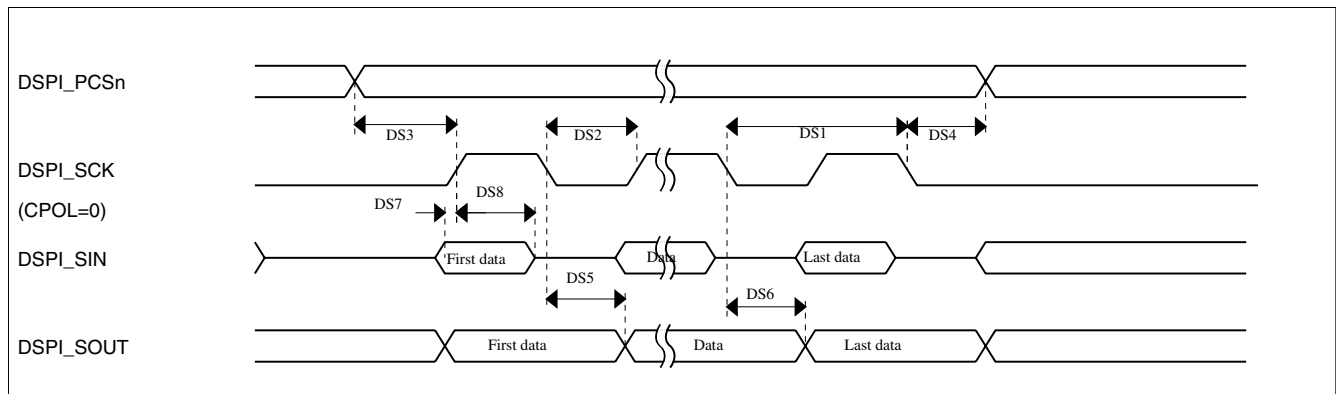 DSPI_PCSn
DS3
DS2
DS1
DS4
DSPI_SCK
(CPOL=0)
DS7
DS8
DSPI_SIN
First data
Data
Last data
DS5
DS6
DSPI_SOUT
First data
Data
Last data